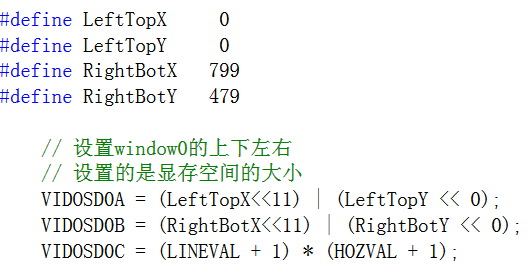 #define LeftTopX     0
#define LeftTopY     0
#define RightBotX   799
#define RightBotY   479
// 设置window0的上下左右
// 设置的是显存空间的大小
VIDOSD0A = (LeftTopX<<11) | (LeftTopY << 0);
VIDOSD0B = (RightBotX<<11) | (RightBotY << 0);
VIDOSD0C = (LINEVAL + 1) * (HOZVAL + 1);